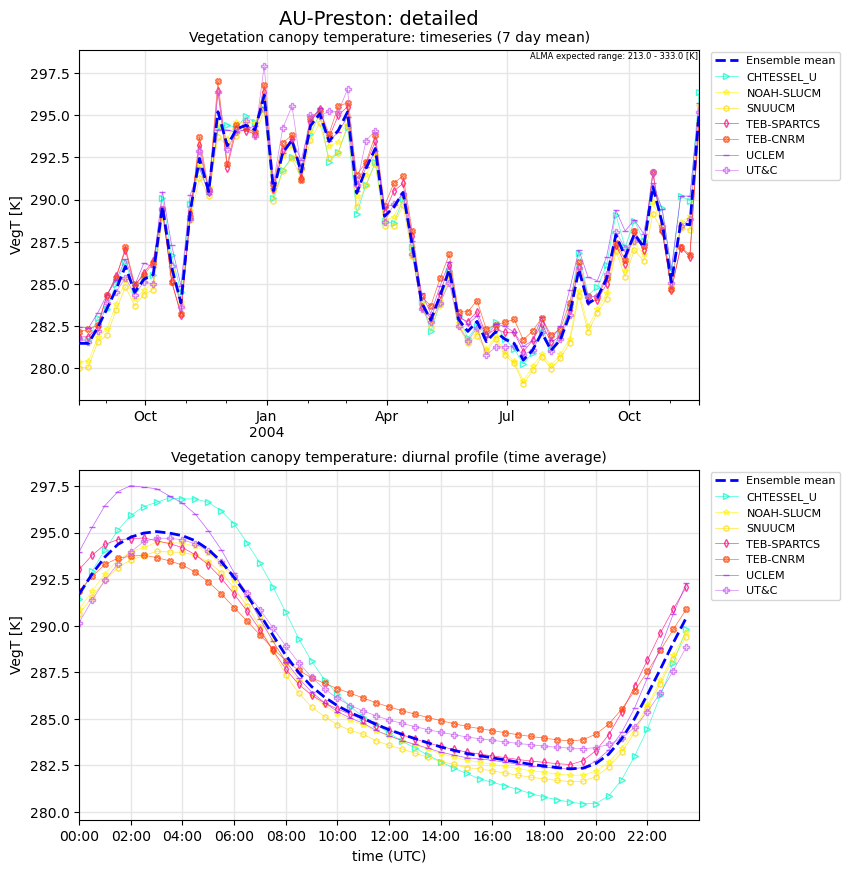 AU-Preston: detailed
Vegetation canopy temperature: timeseries (7 day mean)
ALMA expected range: 213.0 - 333.0 [K]
VegT [K]
297.5
295.0
292.5
290.0
287.5
285.0
282.5
280.0
Oct
Jan
2004
Apr
Jul
Oct
Ensemble mean
CHTESSEL_U
NOAH-SLUCM
SNUUCM
TEB-SPARTCS
TEB-CNRM
UCLEM
UT&C
Vegetation canopy temperature: diurnal profile (time average)
VegT [K]
297.5
295.0
292.5
290.0
287.5
285.0
282.5
280.0
00:00
02:00
04:00
06:00
08:00
10:00
12:00
14:00
16:00
18:00
20:00
22:00
time (UTC)
Ensemble mean
CHTESSEL_U
NOAH-SLUCM
SNUUCM
TEB-SPARTCS
TEB-CNRM
UCLEM
UT&C